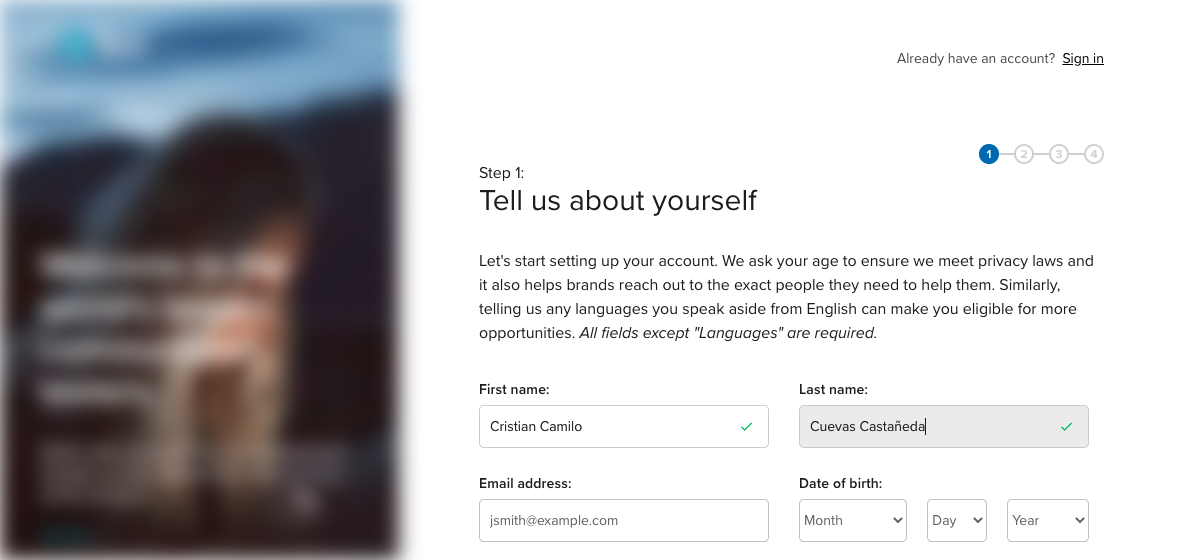 Already have an account? Sign in
1 2 3 4
Step 1:
Tell us about yourself
Let's start setting up your account. We ask your age to ensure we meet privacy laws and
it also helps brands reach out to the exact people they need to help them. Similarly,
telling us any languages you speak aside from English can make you eligible for more
opportunities. All fields except "Languages" are required.
First name:
Last name:
Cristian Camilo
Cuevas Castañeda
Email address:
Date of birth:
jsmith@example.com
Month
Day
Year